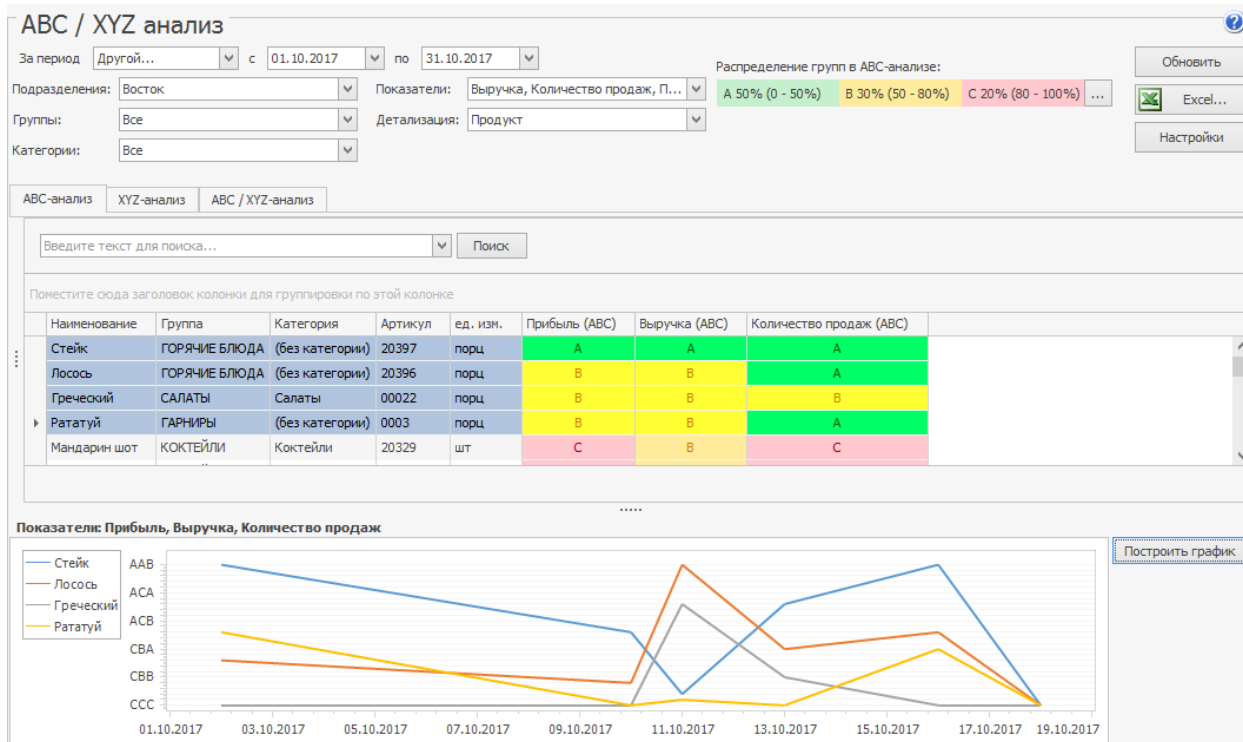 ABC / XYZ анализ
За период Другой... с 01.10.2017 по 31.10.2017
Распределение групп в ABC-анализе:
Обновить
Подразделения: Восток Показатели: Выручка, Количество продаж, П...
A 50% (0 - 50%) B 30% (50 - 80%) C 20% (80 - 100%) ...
Excel...
Группы: Все Детализация: Продукт
Настройки
Категории: Все
ABC-анализ XYZ-анализ ABC / XYZ-анализ
Введите текст для поиска... Поиск
Поместите сюда заголовок колонки для группировки по этой колонке
Наименование Группа Категория Артикул ед. изм. Прибыль (ABC) Выручка (ABC) Количество продаж (ABC)
Стейк ГОРЯЧИЕ БЛЮДА (без категории) 20397 порц A A A
Лосось ГОРЯЧИЕ БЛЮДА (без категории) 20396 порц B B A
Греческий САЛАТЫ Салаты 00022 порц B B B
Рататуй ГАРНИРЫ (без категории) 0003 порц B B A
Мандарин шот КОКТЕЙЛИ Коктейли 20329 шт C B C
Показатели: Прибыль, Выручка, Количество продаж
Построить график
Стейк
Лосось
Греческий
Рататуй
AAB
ACA
ACB
CBA
CBB
CCC
01.10.2017 03.10.2017 05.10.2017 07.10.2017 09.10.2017 11.10.2017 13.10.2017 15.10.2017 17.10.2017 19.10.2017